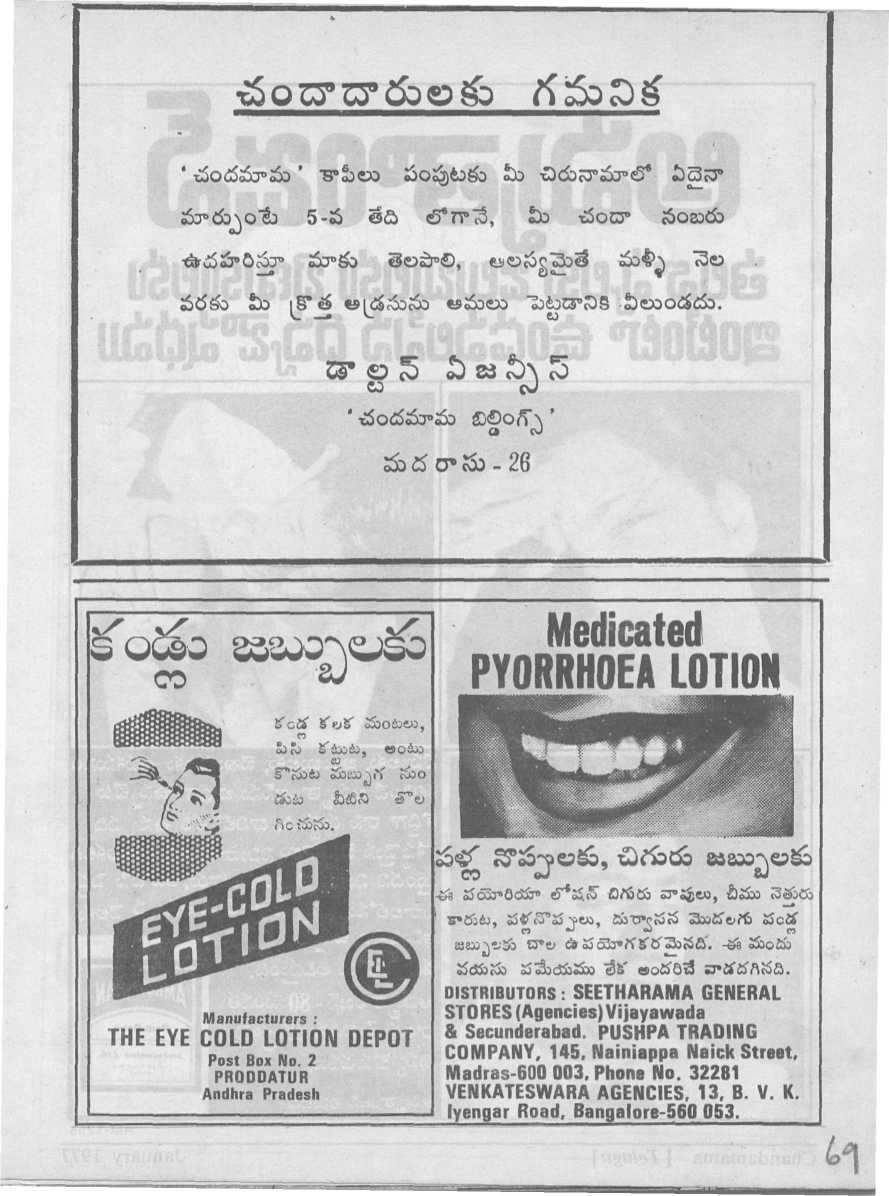 చందాదారులకు గమనిక
'చందమామ' కాపీలు పంపుటకు మీ చిరునామాలో ఏదైనా
మార్పుంటే 5-వ తేది లోగానే, మీ చందా నంబరు
ఉదహరిస్తూ మాకు తెలపాలి, ఆలస్యమైతే మళ్ళీ నెల
వరకు మీ క్రొత్త అడ్రసును అమలు పెట్టడానికి వీలుండదు.
డాల్టన్ ఏజన్సీస్
'చందమామ బిల్డింగ్స్'
మదరాసు - 26
కండ్లు జబ్బులకు
కండ్ల కలక మంటలు,
పిసి కట్టుట, అంటు
కొనుట మబ్బుగ నుం
డుట వీటిని తొల
గించును.
EYE-COLD
LOTION
ECL
Manufacturers :
THE EYE COLD LOTION DEPOT
Post Box No. 2
PRODDATUR
Andhra Pradesh
Medicated
PYORRHOEA LOTION
పళ్ల నొప్పులకు, చిగురు జబ్బులకు
ఈ పయోరియా లోషన్ చిగురు వాపులు, చీము నెత్తురు
కారుట, పళ్లనొప్పులు, దుర్వాసన మొదలగు పండ్ల
జబ్బులకు చాల ఉపయోగకరమైనది. ఈ మందు
వయసు పమేయము లేక అందరిచే వాడదగినది.
DISTRIBUTORS : SEETHARAMA GENERAL
STORES (Agencies) Vijayawada
& Secunderabad. PUSHPA TRADING
COMPANY, 145, Nainiappa Naick Street,
Madras-600 003, Phone No. 32281
VENKATESWARA AGENCIES, 13, B. V. K.
Iyengar Road, Bangalore-560 053.
69